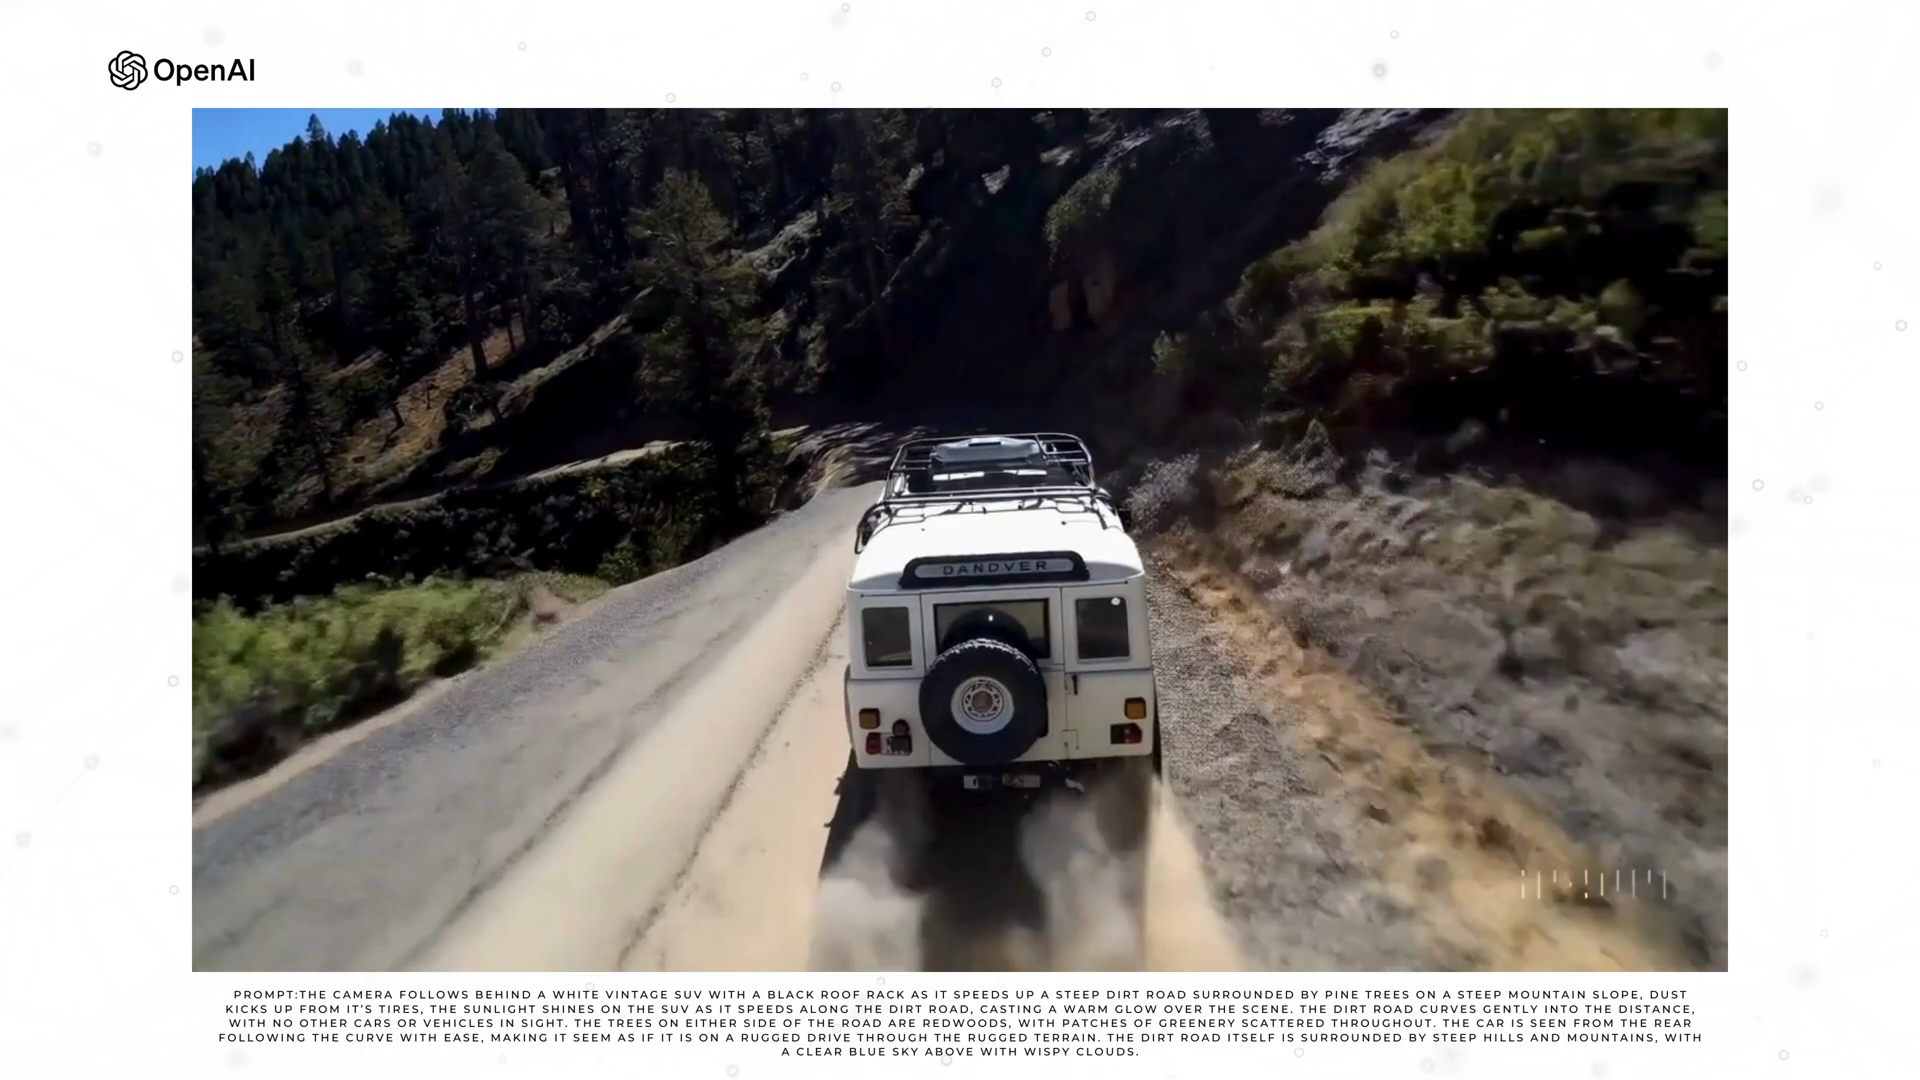 OpenAI
DANDVER
PROMPT:THE CAMERA FOLLOWS BEHIND A WHITE VINTAGE SUV WITH A BLACK ROOF RACK AS IT SPEEDS UP A STEEP DIRT ROAD SURROUNDED BY PINE TREES ON A STEEP MOUNTAIN SLOPE, DUST
KICKS UP FROM IT'S TIRES, THE SUNLIGHT SHINES ON THE SUV AS IT SPEEDS ALONG THE DIRT ROAD, CASTING A WARM GLOW OVER THE SCENE. THE DIRT ROAD CURVES GENTLY INTO THE DISTANCE,
WITH NO OTHER CARS OR VEHICLES IN SIGHT. THE TREES ON EITHER SIDE OF THE ROAD ARE REDWOODS, WITH PATCHES OF GREENERY SCATTERED THROUGHOUT. THE CAR IS SEEN FROM THE REAR
FOLLOWING THE CURVE WITH EASE, MAKING IT SEEM AS IF IT IS ON A RUGGED DRIVE THROUGH THE RUGGED TERRAIN. THE DIRT ROAD ITSELF IS SURROUNDED BY STEEP HILLS AND MOUNTAINS, WITH
A CLEAR BLUE SKY ABOVE WITH WISPY CLOUDS.